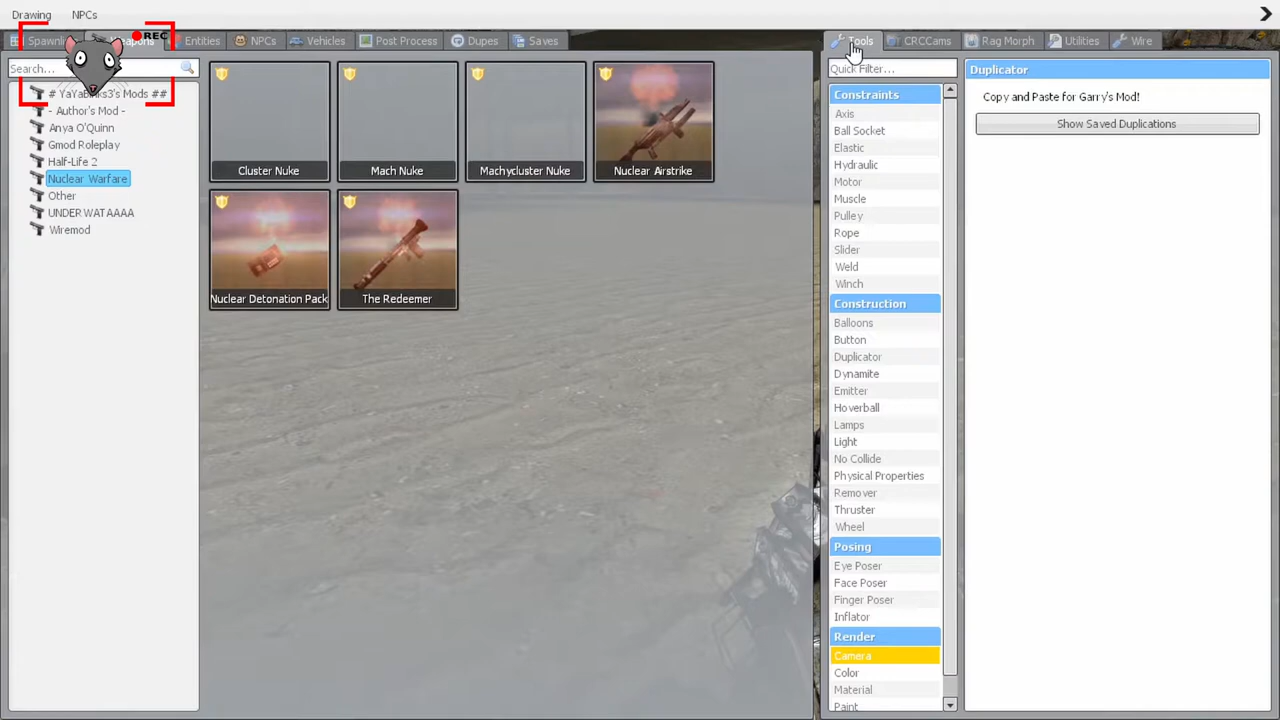 Drawing NPCs
REC
Spawnli Weapons Entities NPCs Vehicles Post Process Dupes Saves
Search...
# YaYaB ks3's Mods ##
- Author's Mod -
Anya O'Quinn
Gmod Roleplay
Half-Life 2
Nuclear Warfare
Other
UNDER WATAAAA
Wiremod
Cluster Nuke
Mach Nuke
Machycluster Nuke
Nuclear Airstrike
Nuclear Detonation Pack
The Redeemer
Tools CRCCams Rag Morph Utilities Wire
Quick Filter...
Constraints
Axis
Ball Socket
Elastic
Hydraulic
Motor
Muscle
Pulley
Rope
Slider
Weld
Winch
Construction
Balloons
Button
Duplicator
Dynamite
Emitter
Hoverball
Lamps
Light
No Collide
Physical Properties
Remover
Thruster
Wheel
Posing
Eye Poser
Face Poser
Finger Poser
Inflator
Render
Camera
Color
Material
Paint
Duplicator
Copy and Paste for Garry's Mod!
Show Saved Duplications